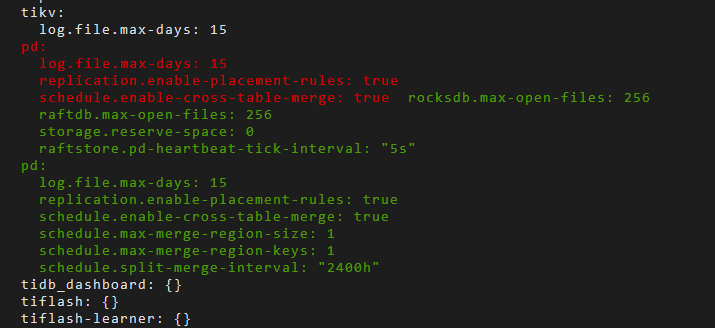 tikv:
  log.file.max-days: 15
pd:
  log.file.max-days: 15
  replication.enable-placement-rules: true
  schedule.enable-cross-table-merge: true  rocksdb.max-open-files: 256
  raftdb.max-open-files: 256
  storage.reserve-space: 0
  raftstore.pd-heartbeat-tick-interval: "5s"
pd:
  log.file.max-days: 15
  replication.enable-placement-rules: true
  schedule.enable-cross-table-merge: true
  schedule.max-merge-region-size: 1
  schedule.max-merge-region-keys: 1
  schedule.split-merge-interval: "2400h"
tidb_dashboard: {}
tiflash: {}
tiflash-learner: {}